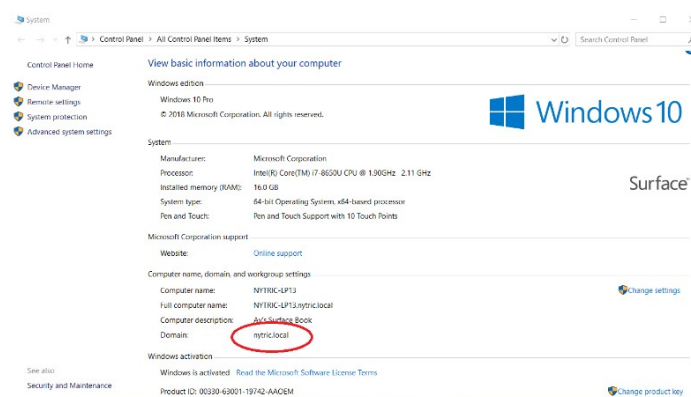 System
Control Panel > All Control Panel Items > System
Search Control Panel
Control Panel Home
Device Manager
Remote settings
System protection
Advanced system settings
View basic information about your computer
Windows edition
Windows 10 Pro
© 2018 Microsoft Corporation. All rights reserved.
Windows 10
System
Manufacturer: Microsoft Corporation
Processor: Intel(R) Core(TM) i7-8650U CPU @ 1.90GHz 2.11 GHz
Installed memory (RAM): 16.0 GB
System type: 64-bit Operating System, x64-based processor
Pen and Touch: Pen and Touch Support with 10 Touch Points
Surface
Microsoft Corporation support
Website: Online support
Computer name, domain, and workgroup settings
Computer name: NYTRIC-LP13
Change settings
Full computer name: NYTRIC-LP13.nytric.local
Computer description: Av's Surface Book
Domain: nytric.local
Windows activation
Windows is activated Read the Microsoft Software License Terms
Product ID: 00330-63001-19742-AAOEM
Change product key
See also
Security and Maintenance